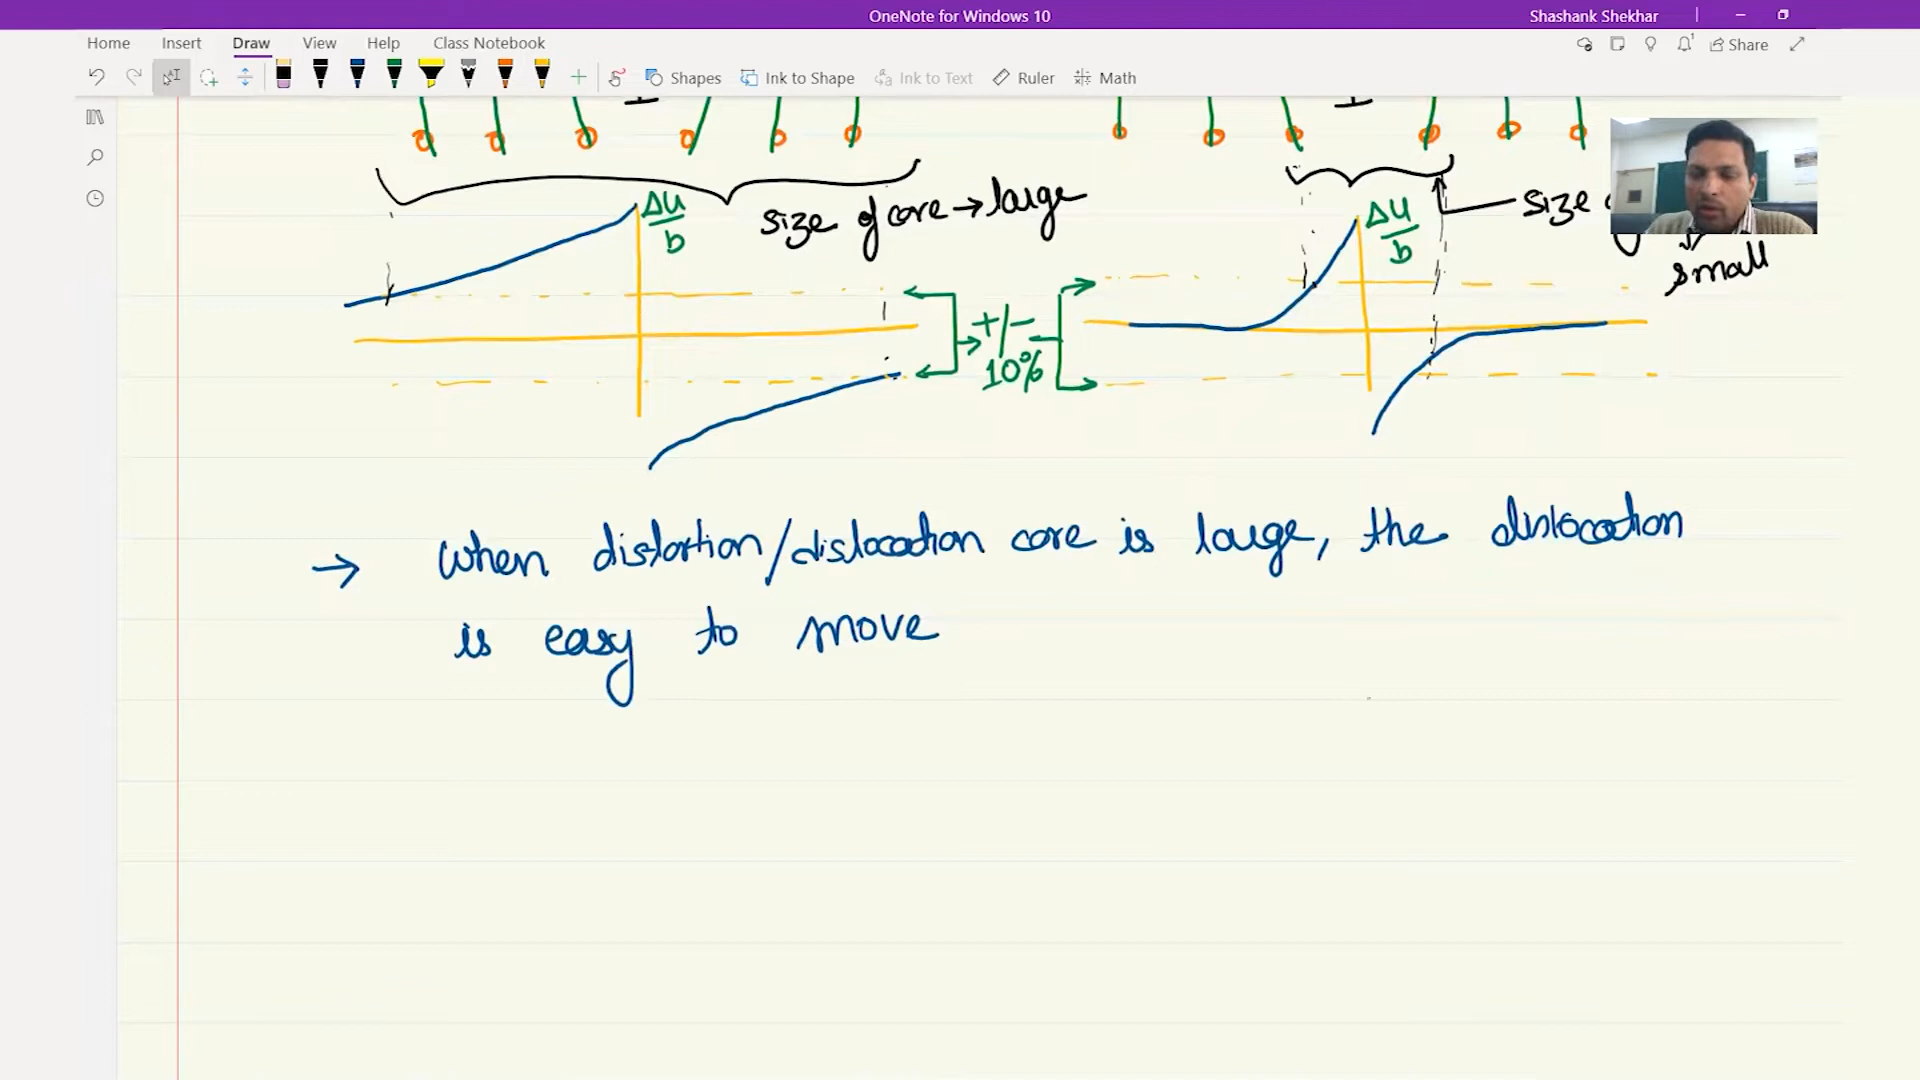 OneNote for Windows 10
Shashank Shekhar
Home Insert Draw View Help Class Notebook
Share
Shapes Ink to Shape Ink to Text Ruler Math
Δu/b
size of core → large
Δu/b
size
small
+/-
10%
→ When distortion/dislocation core is large, the dislocation
is easy to move